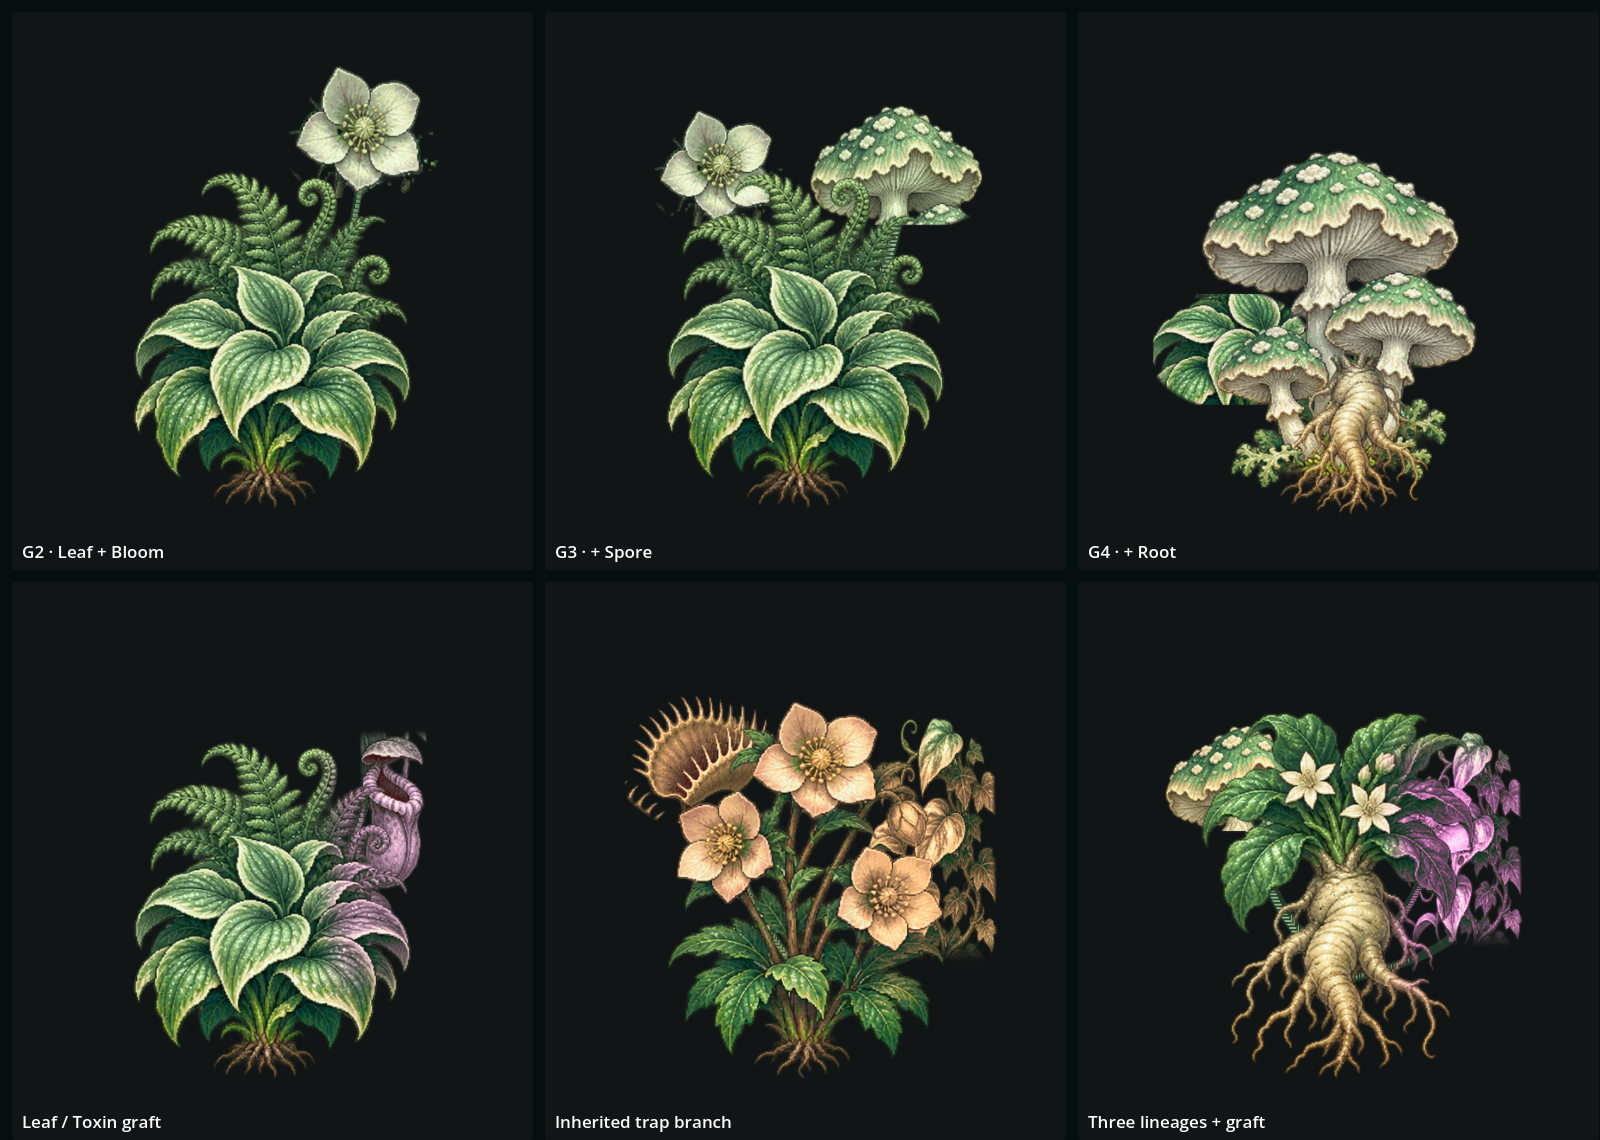 G2 · Leaf + Bloom
G3 · + Spore
G4 · + Root
Leaf / Toxin graft
Inherited trap branch
Three lineages + graft